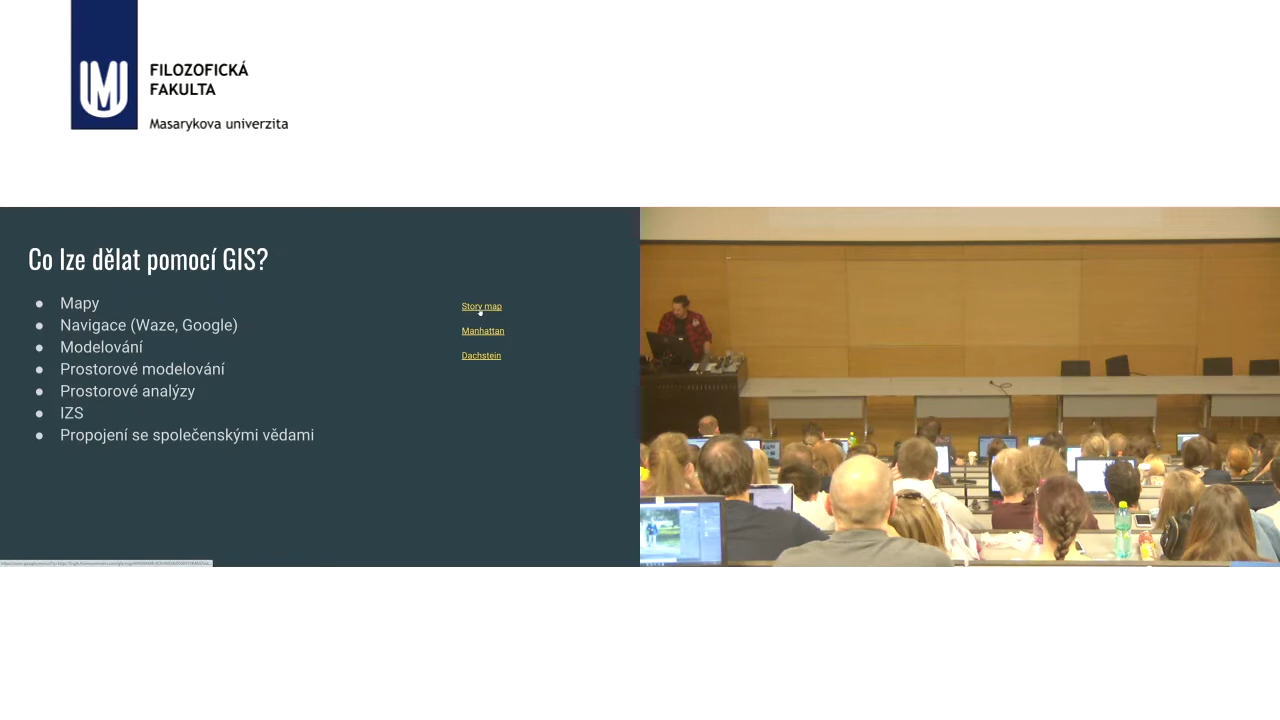 FILOZOFICKÁ
FAKULTA
Masarykova univerzita
Co lze dělat pomocí GIS?
● Mapy
● Navigace (Waze, Google)
● Modelování
● Prostorové modelování
● Prostorové analýzy
● IZS
● Propojení se společenskými vědami
Story map
Manhattan
Dachstein